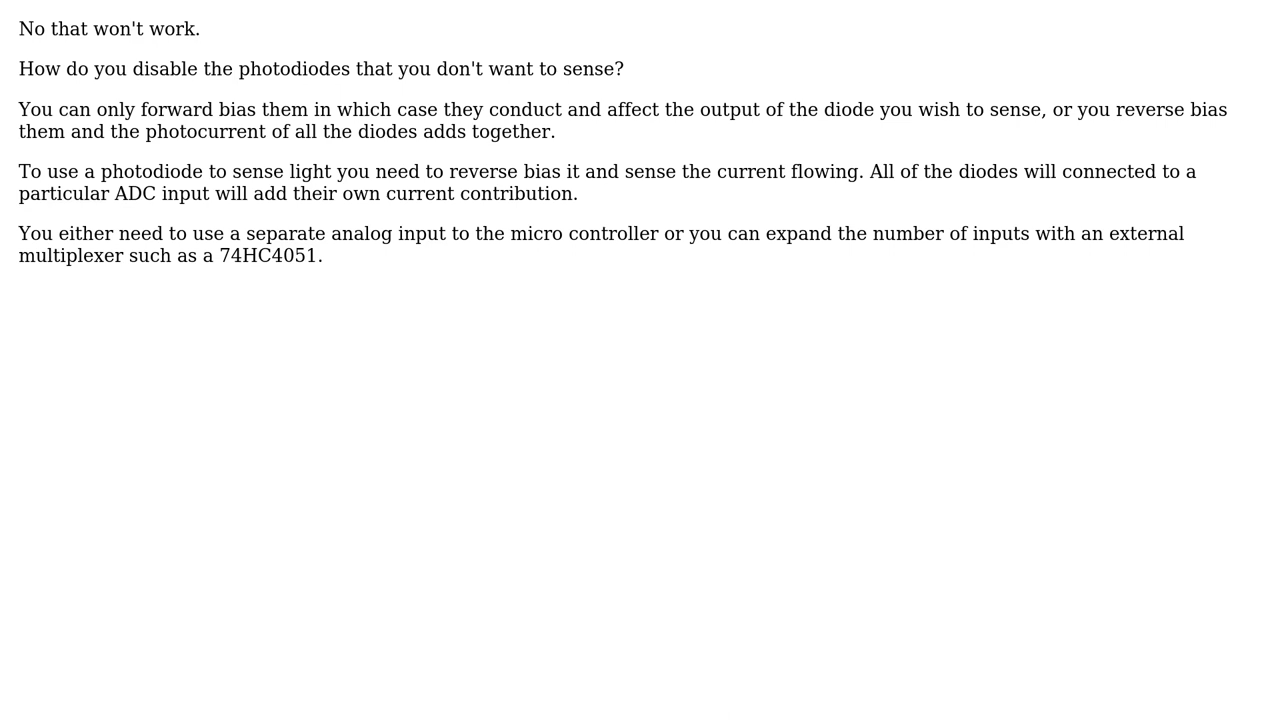 No that won't work.
How do you disable the photodiodes that you don't want to sense?
You can only forward bias them in which case they conduct and affect the output of the diode you wish to sense, or you reverse bias
them and the photocurrent of all the diodes adds together.
To use a photodiode to sense light you need to reverse bias it and sense the current flowing. All of the diodes will connected to a
particular ADC input will add their own current contribution.
You either need to use a separate analog input to the micro controller or you can expand the number of inputs with an external
multiplexer such as a 74HC4051.